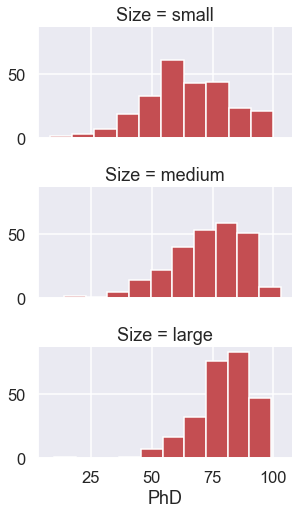 Size = small
50
0
Size = medium
50
0
Size = large
50
0
25 50 75 100
PhD